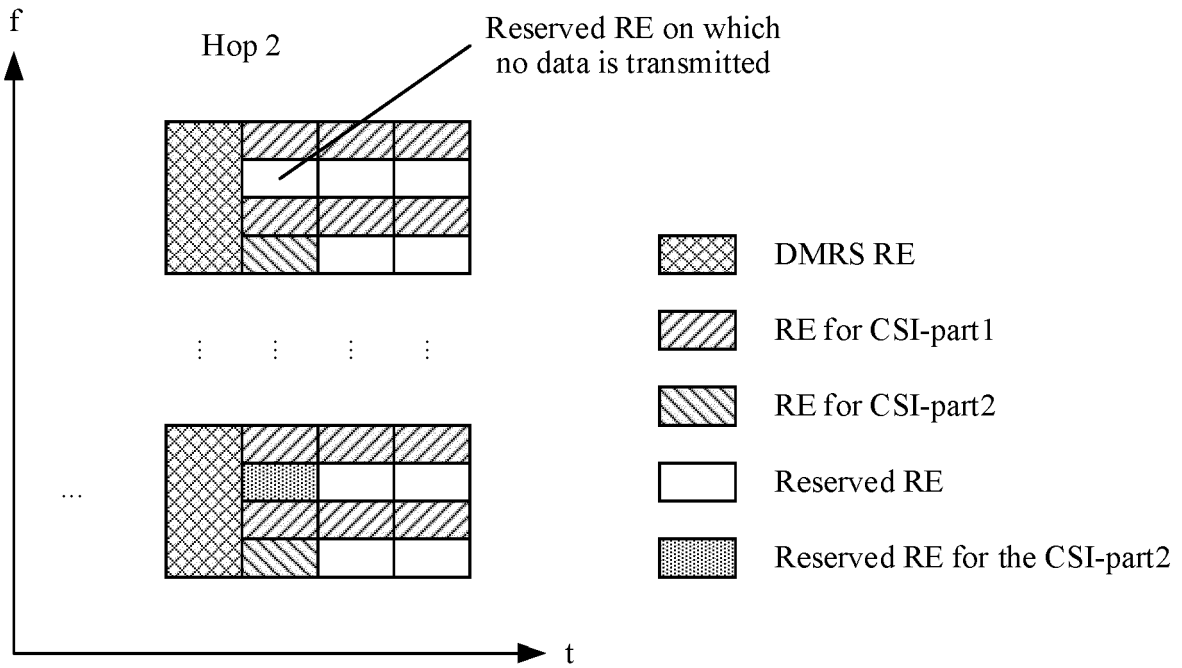 f
Hop 2
Reserved RE on which
no data is transmitted
DMRS RE
RE for CSI-part1
RE for CSI-part2
Reserved RE
Reserved RE for the CSI-part2
...
t